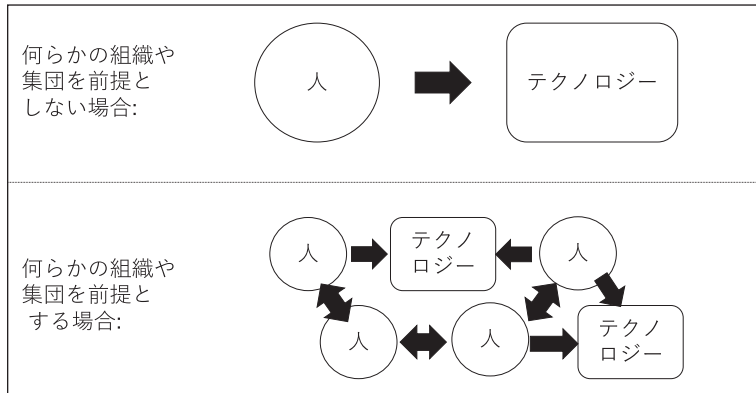 何らかの組織や
集団を前提と
しない場合:
人
テクノロジー
何らかの組織や
集団を前提と
する場合:
人
テクノ
ロジー
人
人
人
テクノ
ロジー